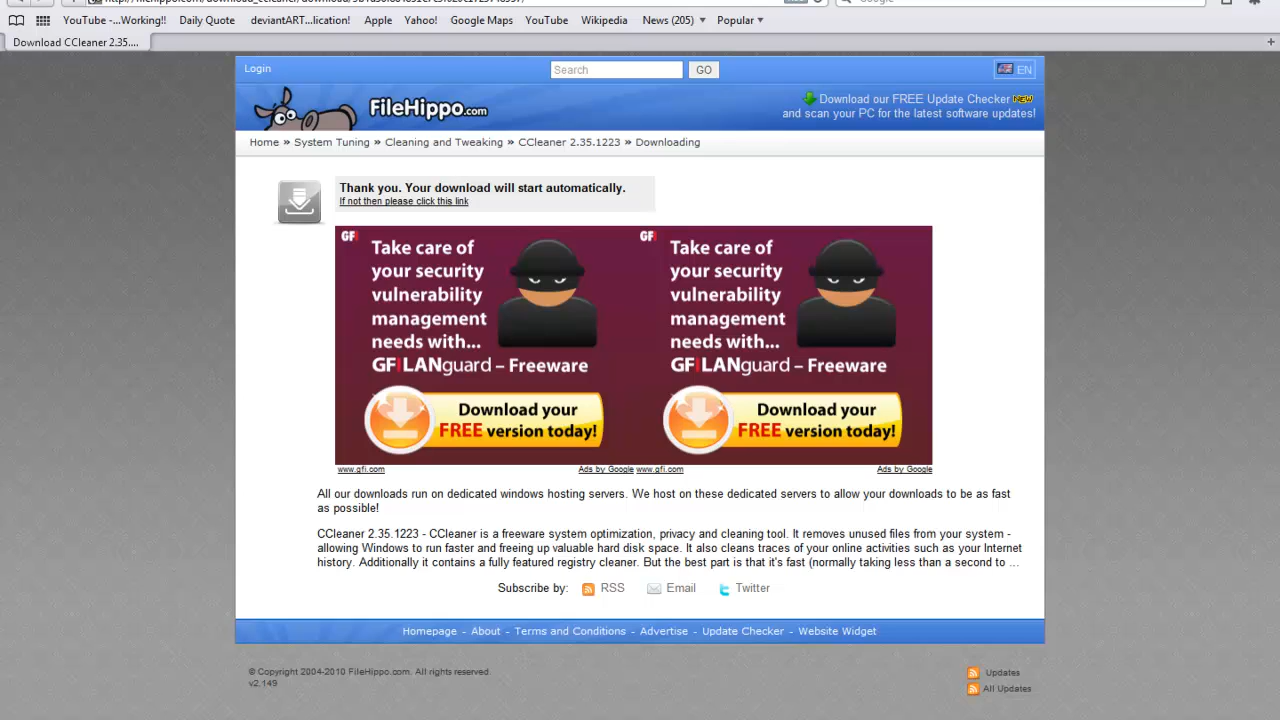 YouTube -...Working!! Daily Quote deviantART...lication! Apple Yahoo! Google Maps YouTube Wikipedia News (205) Popular
Download CCleaner 2.35....
Login
Search
GO
EN
FileHippo.com
Download our FREE Update Checker NEW
and scan your PC for the latest software updates!
Home » System Tuning » Cleaning and Tweaking » CCleaner 2.35.1223 » Downloading
Thank you. Your download will start automatically.
If not then please click this link
GFI
Take care of
your security
vulnerability
management
needs with...
GFI LANguard – Freeware
Download your
FREE version today!
GFI
Take care of
your security
vulnerability
management
needs with...
GFI LANguard – Freeware
Download your
FREE version today!
www.gfi.com Ads by Google www.gfi.com Ads by Google
All our downloads run on dedicated windows hosting servers. We host on these dedicated servers to allow your downloads to be as fast
as possible!
CCleaner 2.35.1223 - CCleaner is a freeware system optimization, privacy and cleaning tool. It removes unused files from your system -
allowing Windows to run faster and freeing up valuable hard disk space. It also cleans traces of your online activities such as your Internet
history. Additionally it contains a fully featured registry cleaner. But the best part is that it's fast (normally taking less than a second to ...
Subscribe by: RSS Email Twitter
Homepage - About - Terms and Conditions - Advertise - Update Checker - Website Widget
© Copyright 2004-2010 FileHippo.com. All rights reserved.
v2.149
Updates
All Updates